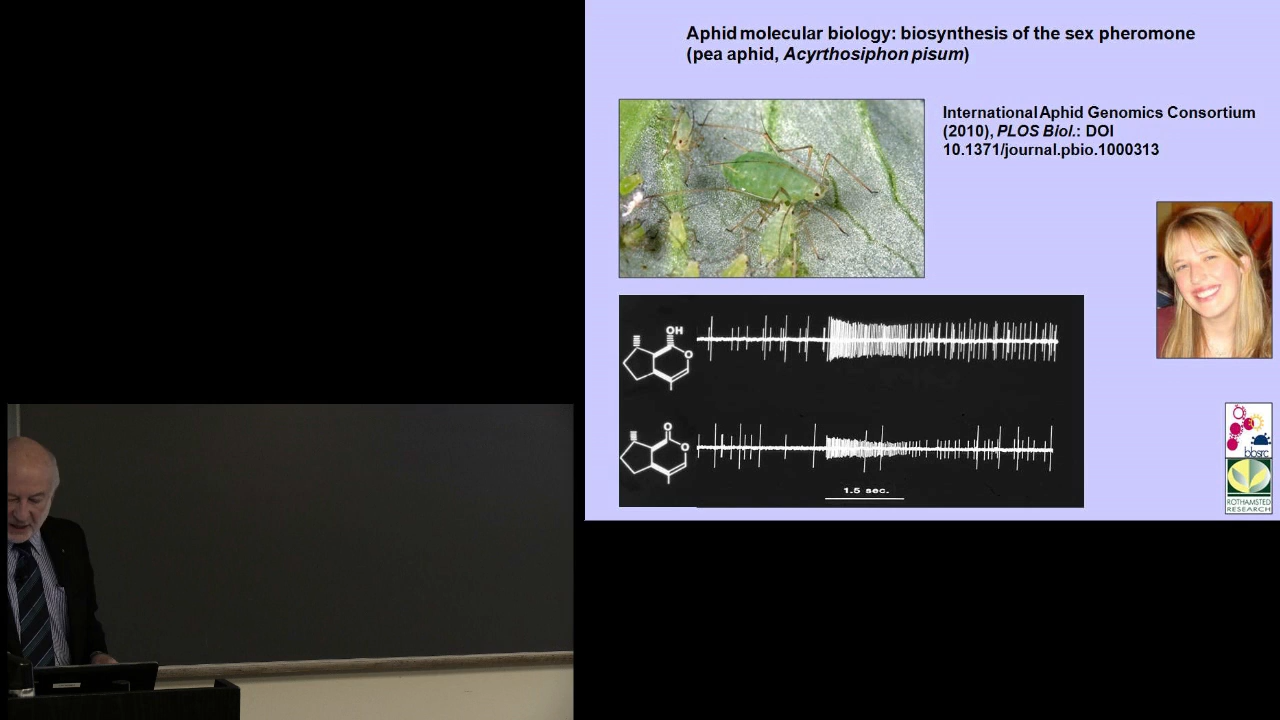 Aphid molecular biology: biosynthesis of the sex pheromone
(pea aphid, Acyrthosiphon pisum)
International Aphid Genomics Consortium
(2010), PLOS Biol.: DOI
10.1371/journal.pbio.1000313
OH
O
O
O
1.5 sec.
bbsrc
ROTHAMSTED
RESEARCH